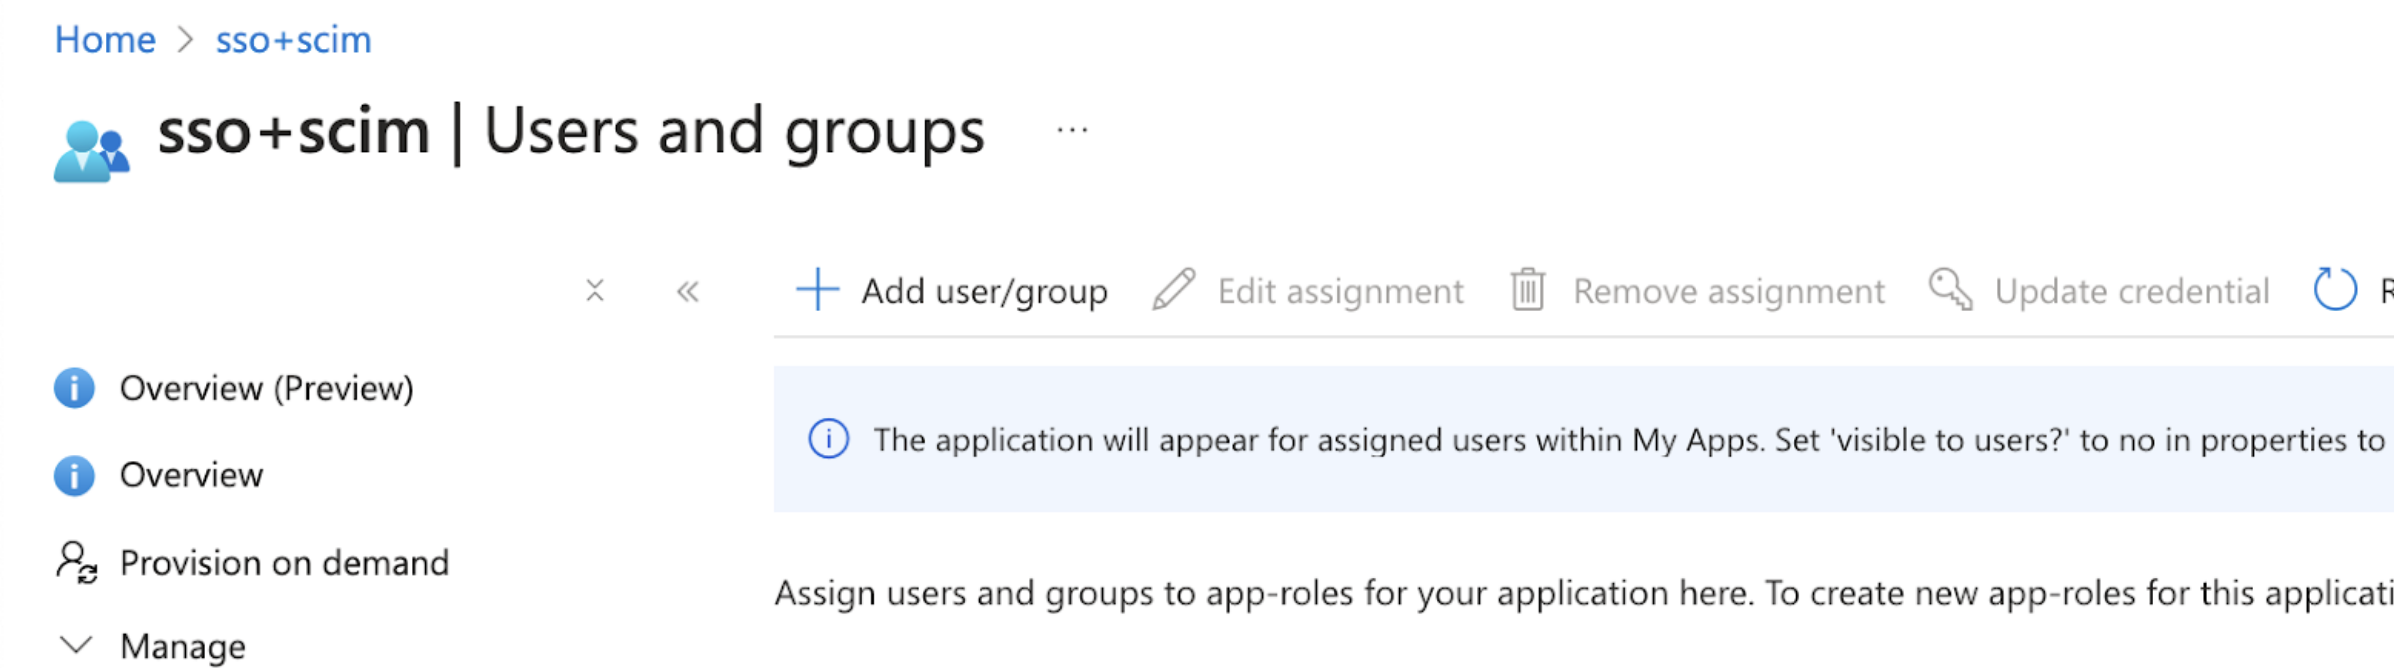 Home > sso+scim
sso+scim | Users and groups ...
Add user/group Edit assignment Remove assignment Update credential R
Overview (Preview)
Overview
Provision on demand
Manage
The application will appear for assigned users within My Apps. Set 'visible to users?' to no in properties to
Assign users and groups to app-roles for your application here. To create new app-roles for this applicati